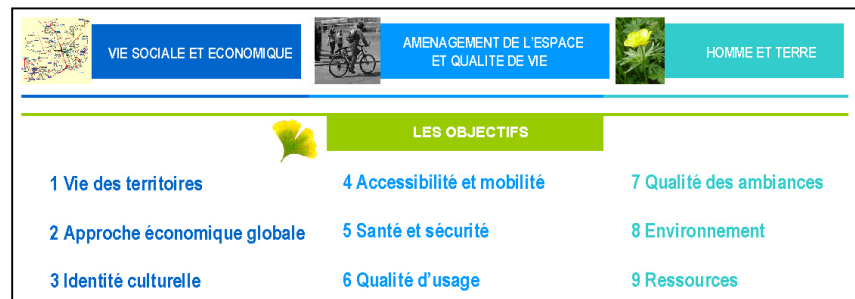 VIE SOCIALE ET ECONOMIQUE
AMENAGEMENT DE L'ESPACE
ET QUALITE DE VIE
HOMME ET TERRE
LES OBJECTIFS
1 Vie des territoires
4 Accessibilité et mobilité
7 Qualité des ambiances
2 Approche économique globale
5 Santé et sécurité
8 Environnement
3 Identité culturelle
6 Qualité d'usage
9 Ressources